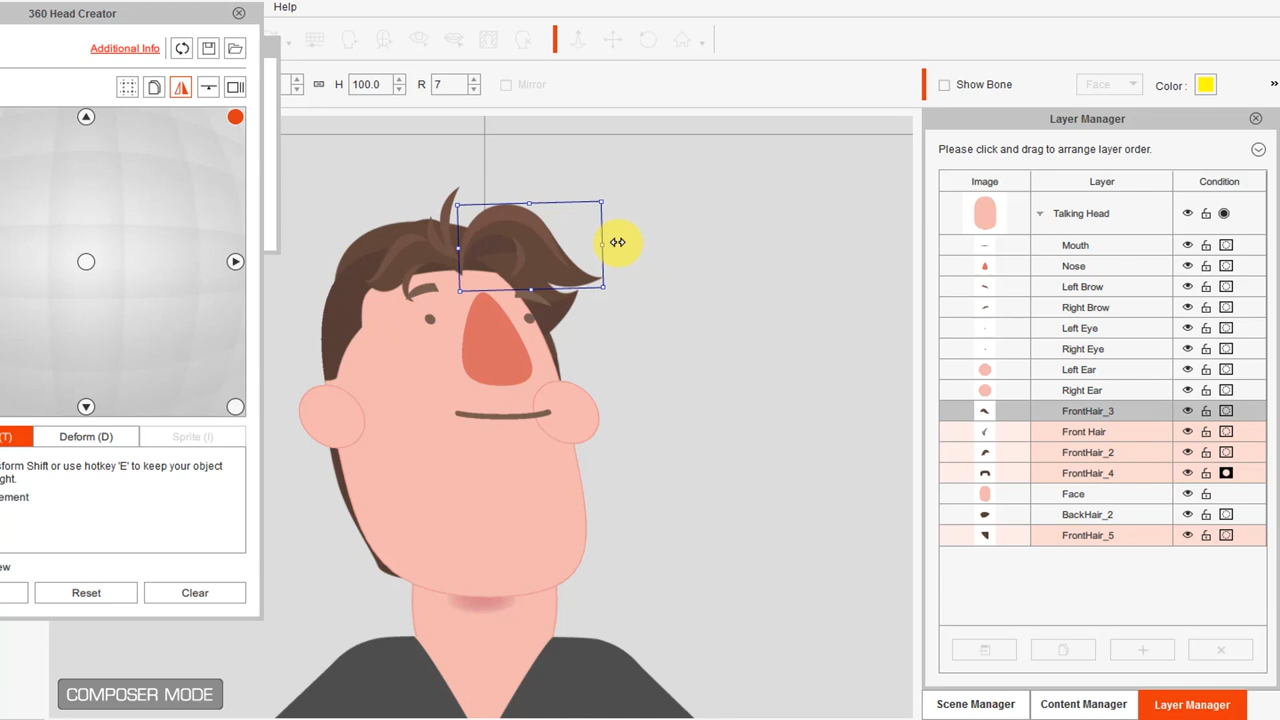 Help
360 Head Creator
Additional Info
H 100.0 R 7 Mirror
Show Bone Face Color : »
(T) Deform (D) Sprite (I)
sform Shift or use hotkey 'E' to keep your object
ght.
ement
ew
Reset Clear
COMPOSER MODE
Layer Manager
Please click and drag to arrange layer order.
Image Layer Condition
Talking Head
Mouth
Nose
Left Brow
Right Brow
Left Eye
Right Eye
Left Ear
Right Ear
FrontHair_3
Front Hair
FrontHair_2
FrontHair_4
Face
BackHair_2
FrontHair_5
Scene Manager Content Manager Layer Manager